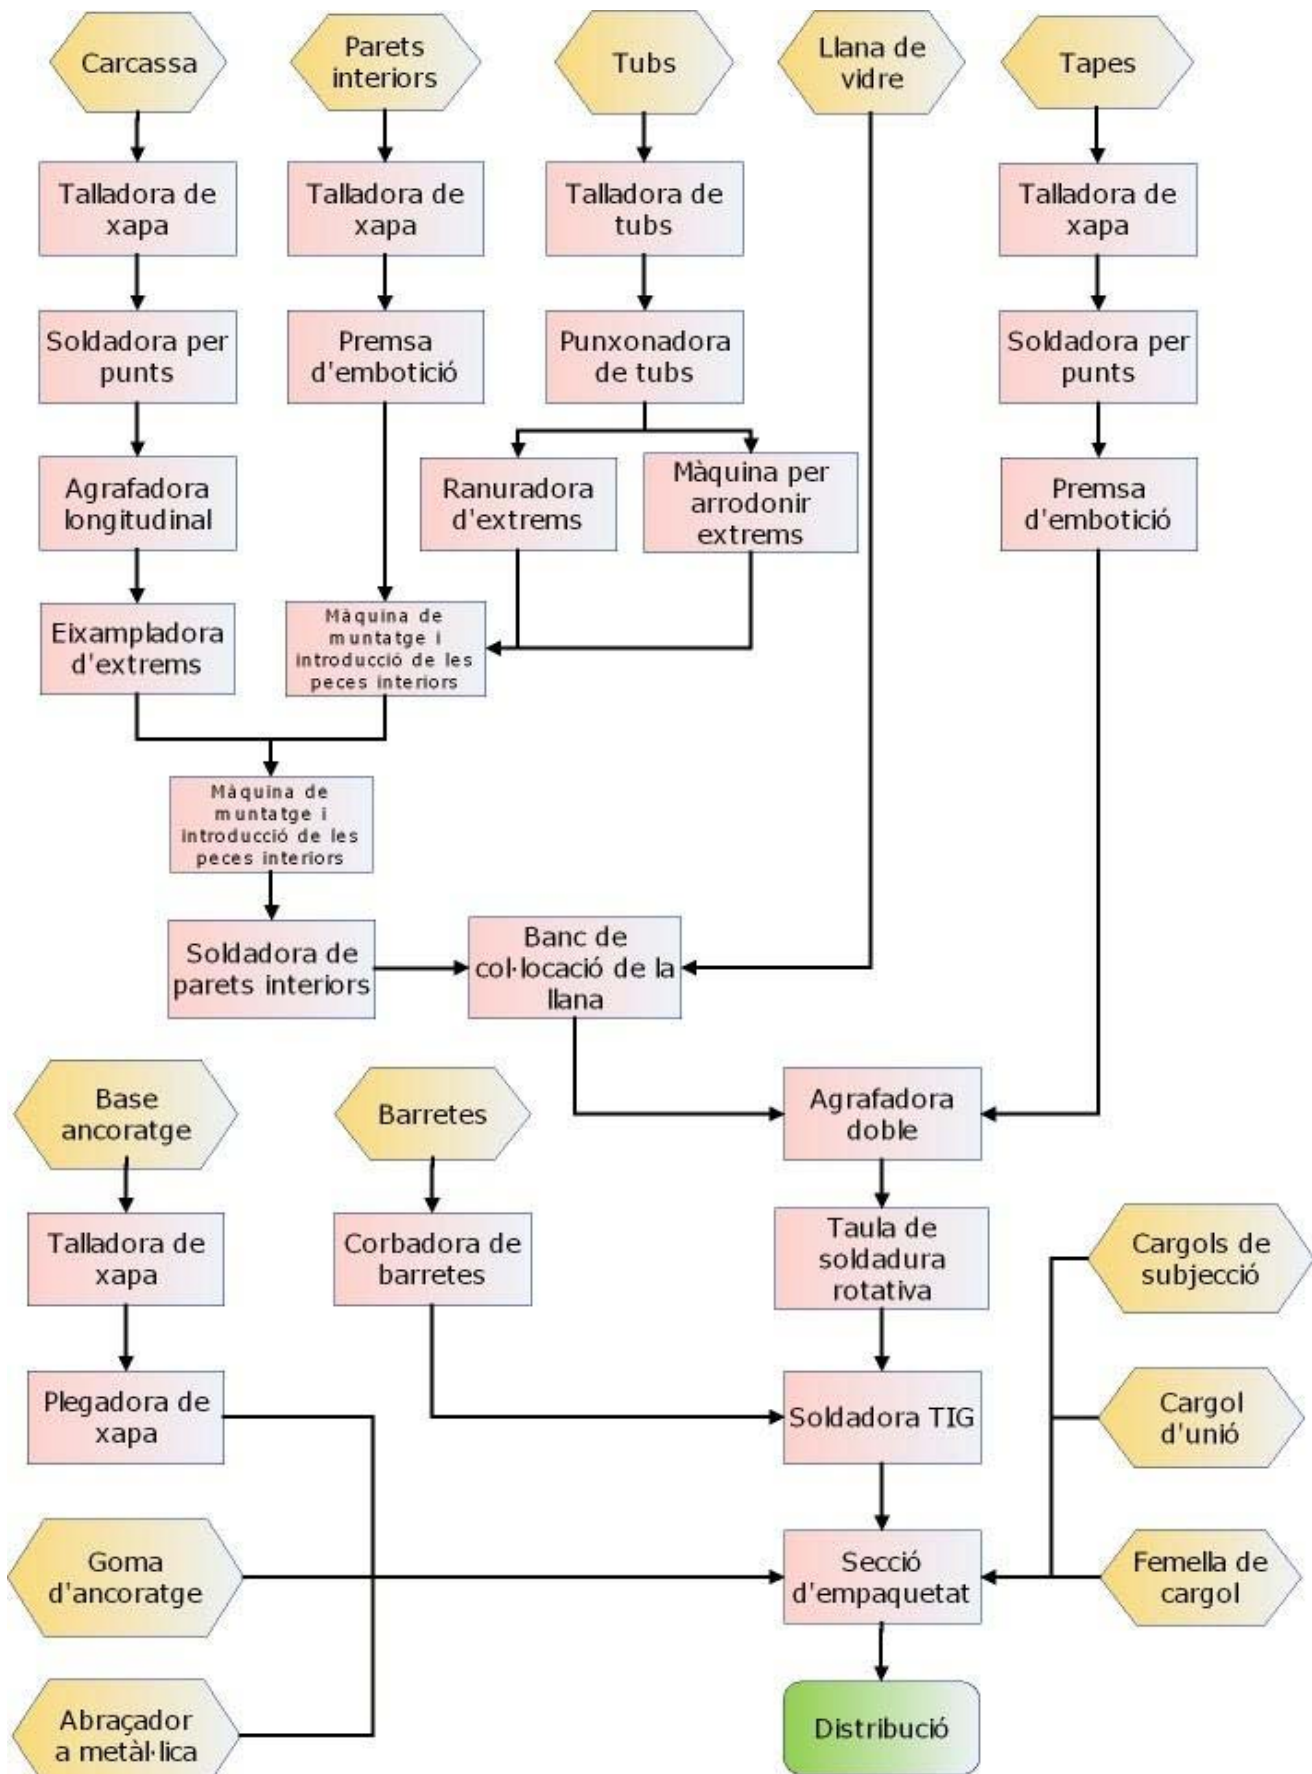 Carcassa
Parets
interiors
Tubs
Llana de
vidre
Tapes
Talladora de
xapa
Talladora de
xapa
Talladora de
tubs
Talladora de
xapa
Soldadora per
punts
Premsa
d'embotició
Punxonadora
de tubs
Soldadora per
punts
Agrafadora
longitudinal
Ranuradora
d'extrems
Màquina per
arrodonir
extrems
Premsa
d'embotició
Eixampladora
d'extrems
Màquina de
muntatge i
introducció de les
peces interiors
Màquina de
muntatge i
introducció de les
peces interiors
Soldadora de
parets interiors
Banc de
col·locació de la
llana
Base
ancoratge
Barretes
Agrafadora
doble
Talladora de
xapa
Corbadora de
barretes
Taula de
soldadura
rotativa
Cargols de
subjecció
Plegadora de
xapa
Soldadora TIG
Cargol
d'unió
Goma
d'ancoratge
Secció
d'empaquetat
Femella de
cargol
Abraçador
a metàl·lica
Distribució